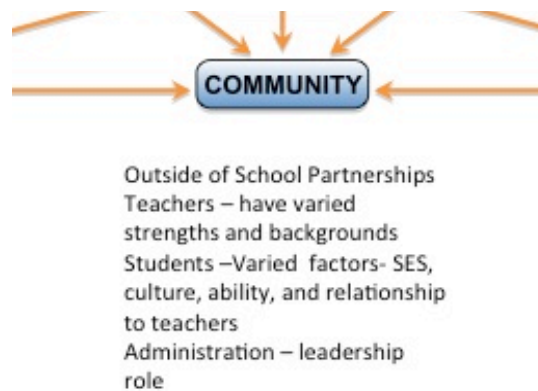 COMMUNITY
Outside of School Partnerships
Teachers – have varied
strengths and backgrounds
Students –Varied factors- SES,
culture, ability, and relationship
to teachers
Administration – leadership
role